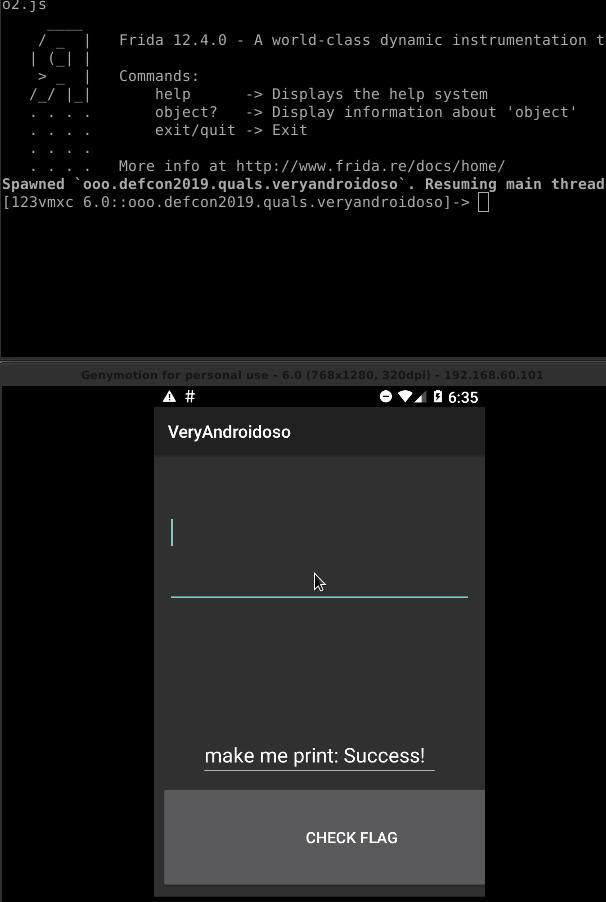 o2.js
Frida 12.4.0 - A world-class dynamic instrumentation t
Commands:
help -> Displays the help system
object? -> Display information about 'object'
exit/quit -> Exit
More info at http://www.frida.re/docs/home/
Spawned `ooo.defcon2019.quals.veryandroidoso`. Resuming main thread
[123vmxc 6.0::ooo.defcon2019.quals.veryandroidoso]->
Genymotion for personal use - 6.0 (768x1280, 320dpi) - 192.168.60.101
# 6:35
VeryAndroidoso
make me print: Success!
CHECK FLAG